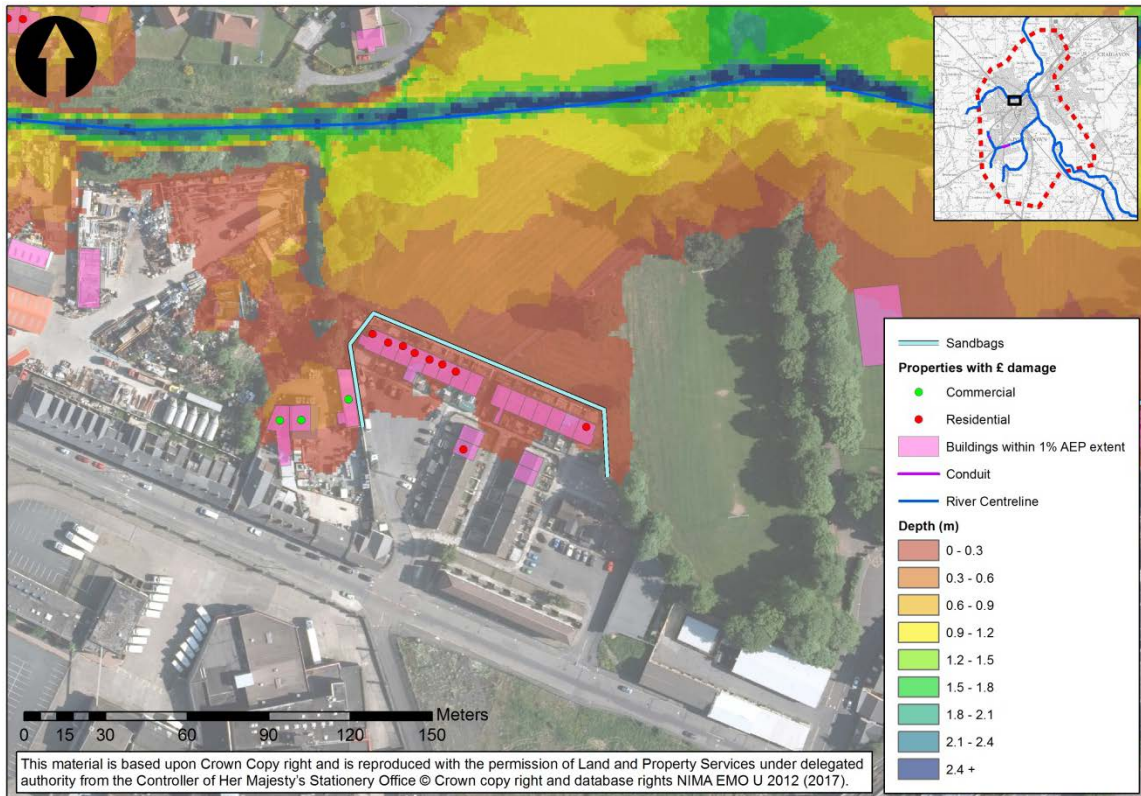 CRAIGAVON
Sandbags
Properties with £ damage
Commercial
Residential
Buildings within 1% AEP extent
Conduit
River Centreline
Depth (m)
0 - 0.3
0.3 - 0.6
0.6 - 0.9
0.9 - 1.2
1.2 - 1.5
1.5 - 1.8
1.8 - 2.1
2.1 - 2.4
2.4 +
Meters
0 15 30 60 90 120 150
This material is based upon Crown Copy right and is reproduced with the permission of Land and Property Services under delegated
authority from the Controller of Her Majesty's Stationery Office © Crown copy right and database rights NIMA EMO U 2012 (2017).